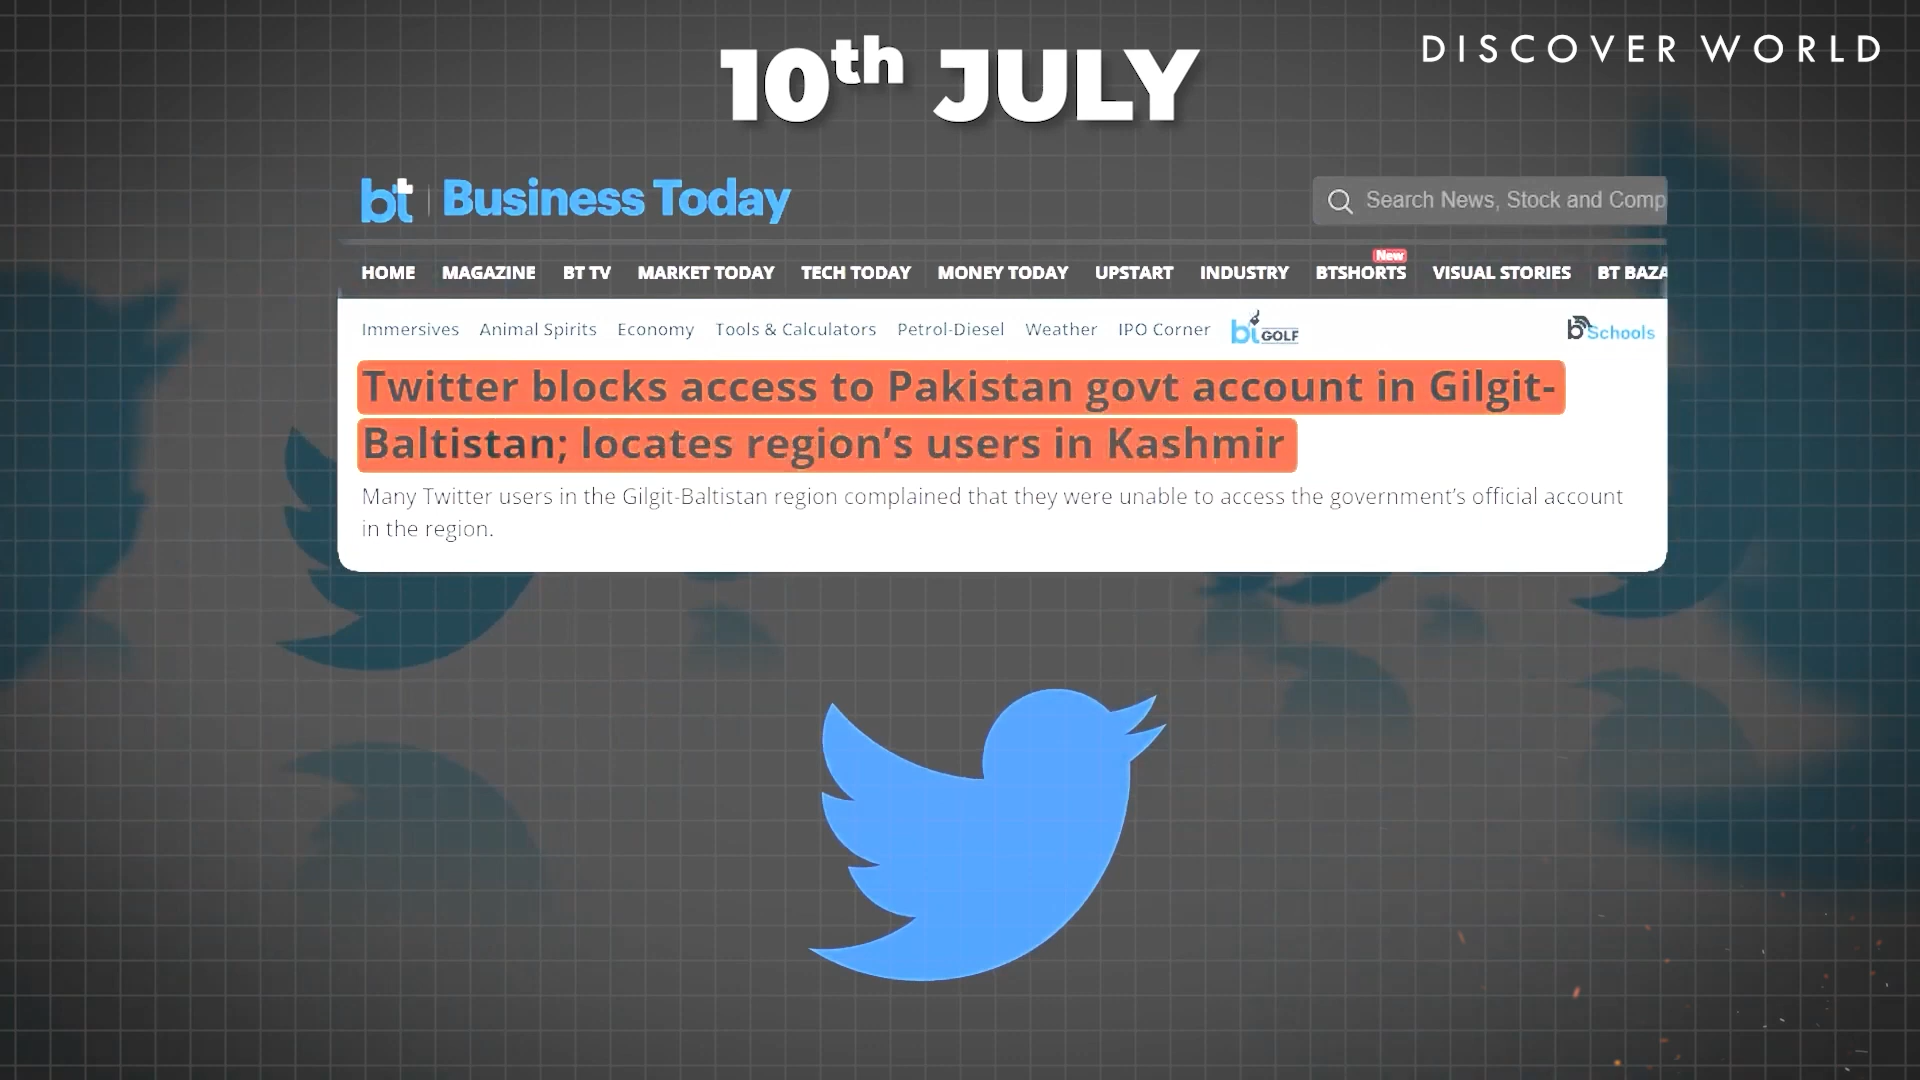 DISCOVER WORLD
10th JULY
bt Business Today
Search News, Stock and Comp
New
HOME MAGAZINE BT TV MARKET TODAY TECH TODAY MONEY TODAY UPSTART INDUSTRY BTSHORTS VISUAL STORIES BT BAZA
Immersives Animal Spirits Economy Tools & Calculators Petrol-Diesel Weather IPO Corner bt GOLF b Schools
Twitter blocks access to Pakistan govt account in Gilgit-
Baltistan; locates region’s users in Kashmir
Many Twitter users in the Gilgit-Baltistan region complained that they were unable to access the government’s official account
in the region.